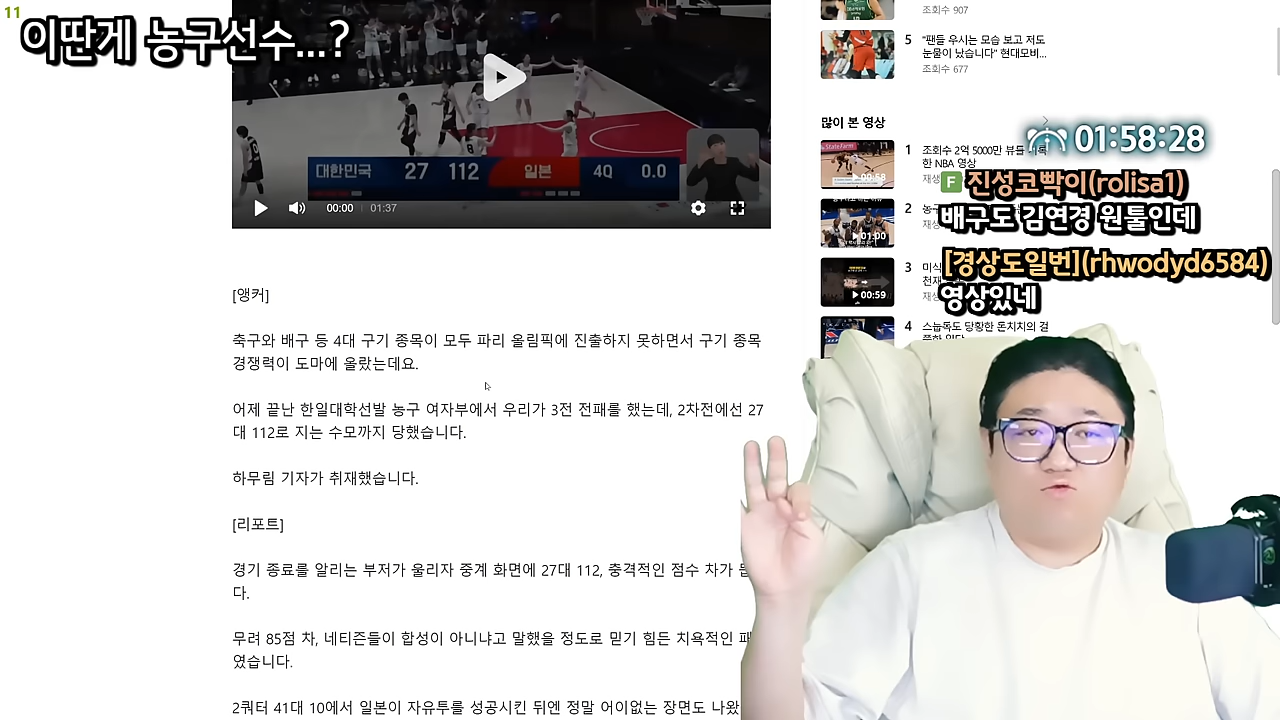 11
이딴게 농구선수...?
대한민국 27 112 일본 4Q 0.0
00:00 | 01:37
[앵커]
축구와 배구 등 4대 구기 종목이 모두 파리 올림픽에 진출하지 못하면서 구기 종목
경쟁력이 도마에 올랐는데요.
어제 끝난 한일대학선발 농구 여자부에서 우리가 3전 전패를 했는데, 2차전에선 27
대 112로 지는 수모까지 당했습니다.
하무림 기자가 취재했습니다.
[리포트]
경기 종료를 알리는 부저가 울리자 중계 화면에 27대 112, 충격적인 점수 차가
다.
무려 85점 차, 네티즌들이 합성이 아니냐고 말했을 정도로 믿기 힘든 치욕적인
였습니다.
2쿼터 41대 10에서 일본이 자유투를 성공시킨 뒤엔 정말 어이없는 장면도
조회수 907
5 "팬들 우시는 모습 보고 저도
눈물이 났습니다" 현대모비...
조회수 677
많이 본 영상
01:58:28
1 조회수 2억 5000만 뷰들
한 NBA 영상
재생
F 진성코빡이(rolisa1)
배구도 김연경 원툴인데
2
01:00
[경상도일번](rhwodyd6584)
영상있네
3
00:59
4 스눕독도 당황한 돈치치의 걸